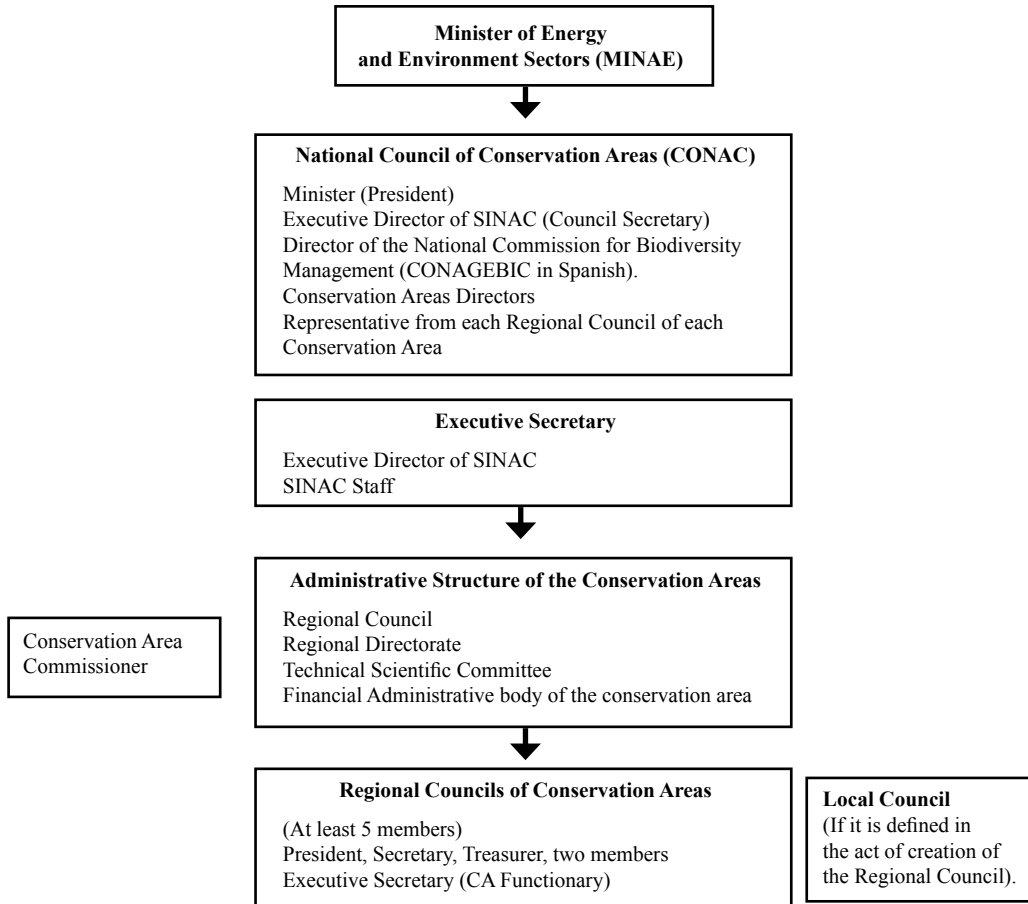 Minister of Energy
and Environment Sectors (MINAE)
National Council of Conservation Areas (CONAC)
Minister (President)
Executive Director of SINAC (Council Secretary)
Director of the National Commission for Biodversity
Management (CONAGEBIC in Spanish).
Conservation Areas Directors
Representative from each Regional Council of each
Conservation Area
Executive Secretary
Executive Director of SINAC
SINAC Staff
Administrative Structure of the Conservation Areas
Regional Council
Regional Directorate
Technical Scientific Committee
Financial Administrative body of the conservation area
Conservation Area
Commissioner
Regional Councils of Conservation Areas
(At least 5 members)
President, Secretary, Treasurer, two members
Executive Secretary (CA Functionary)
Local Council
(If it is defined in
the act of creation of
the Regional Council).